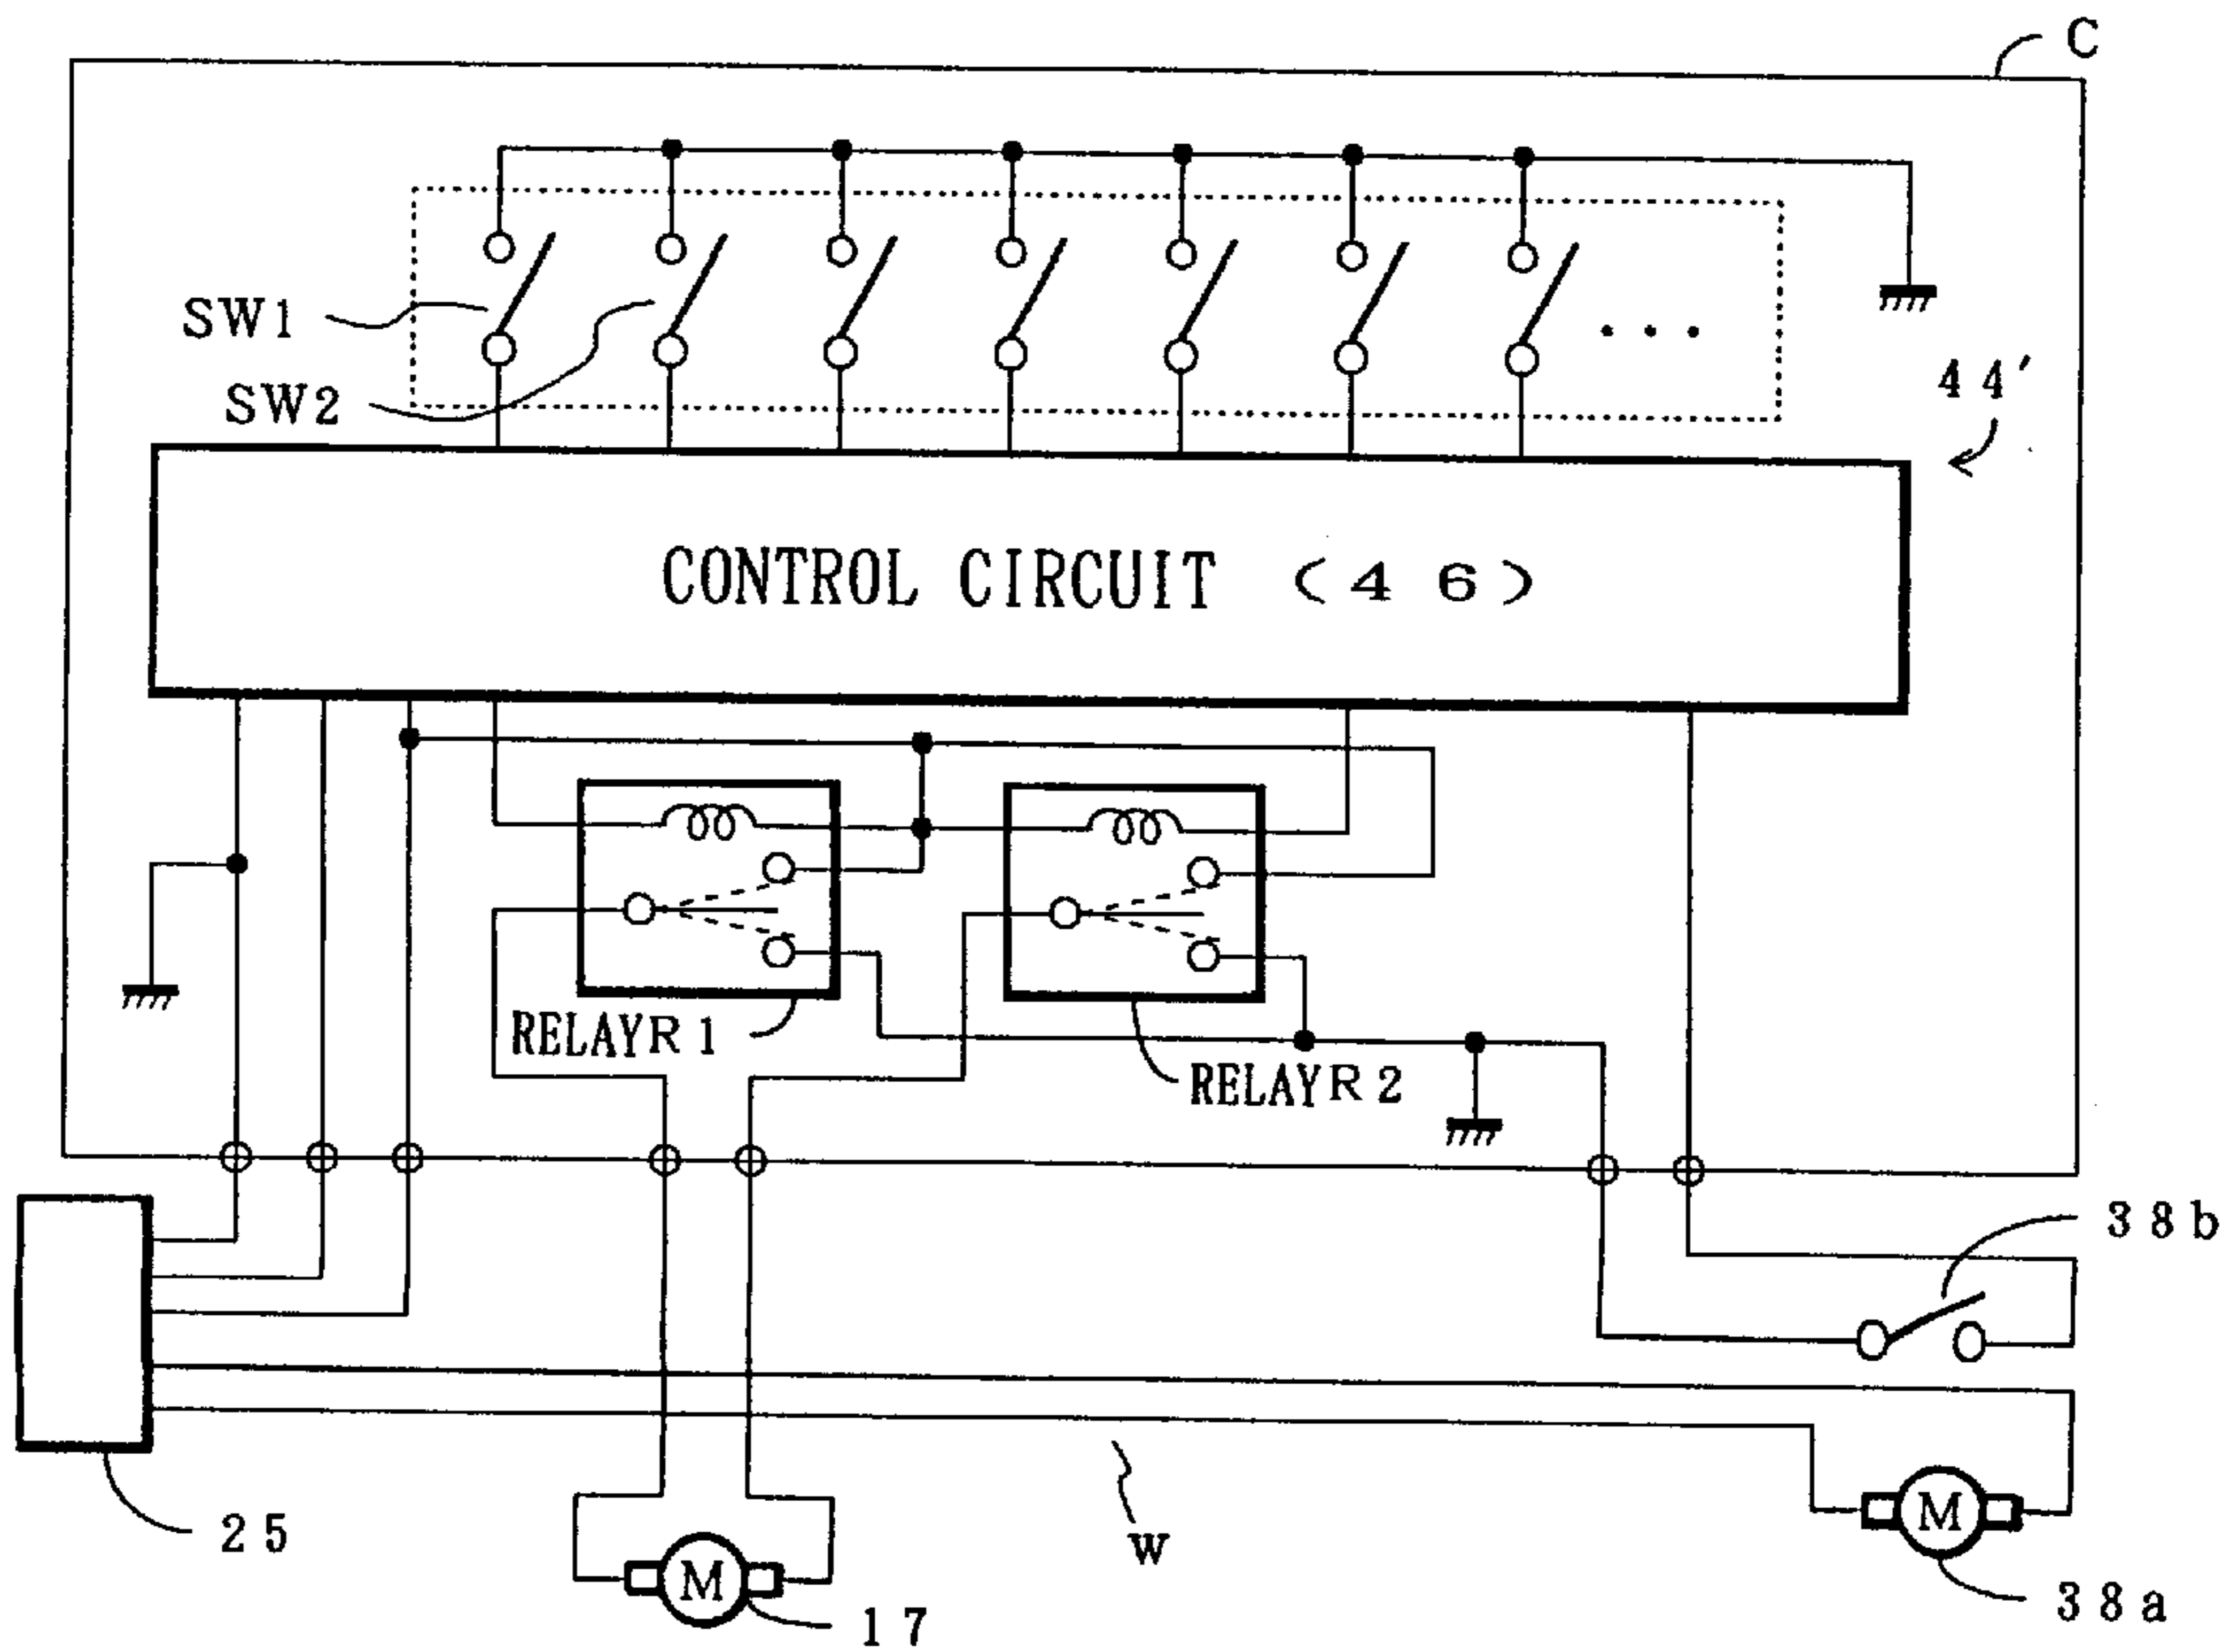 C
SW1
SW2
44'
CONTROL CIRCUIT (46)
RELAYR1
RELAYR2
38b
25
M
17
w
M
38a